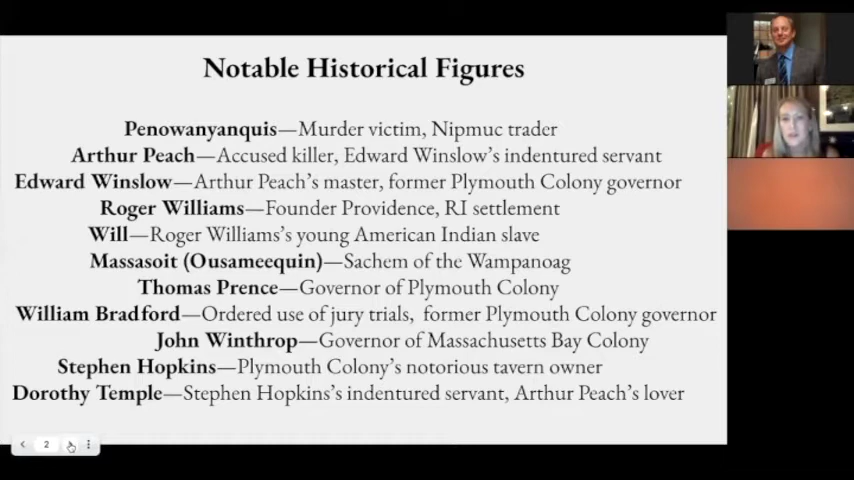 Notable Historical Figures
Penowanyanquis—Murder victim, Nipmuc trader
Arthur Peach—Accused killer, Edward Winslow's indentured servant
Edward Winslow—Arthur Peach's master, former Plymouth Colony governor
Roger Williams—Founder Providence, RI settlement
Will—Roger Williams's young American Indian slave
Massasoit (Ousameequin)—Sachem of the Wampanoag
Thomas Prence—Governor of Plymouth Colony
William Bradford—Ordered use of jury trials, former Plymouth Colony governor
John Winthrop—Governor of Massachusetts Bay Colony
Stephen Hopkins—Plymouth Colony's notorious tavern owner
Dorothy Temple—Stephen Hopkins's indentured servant, Arthur Peach's lover
2